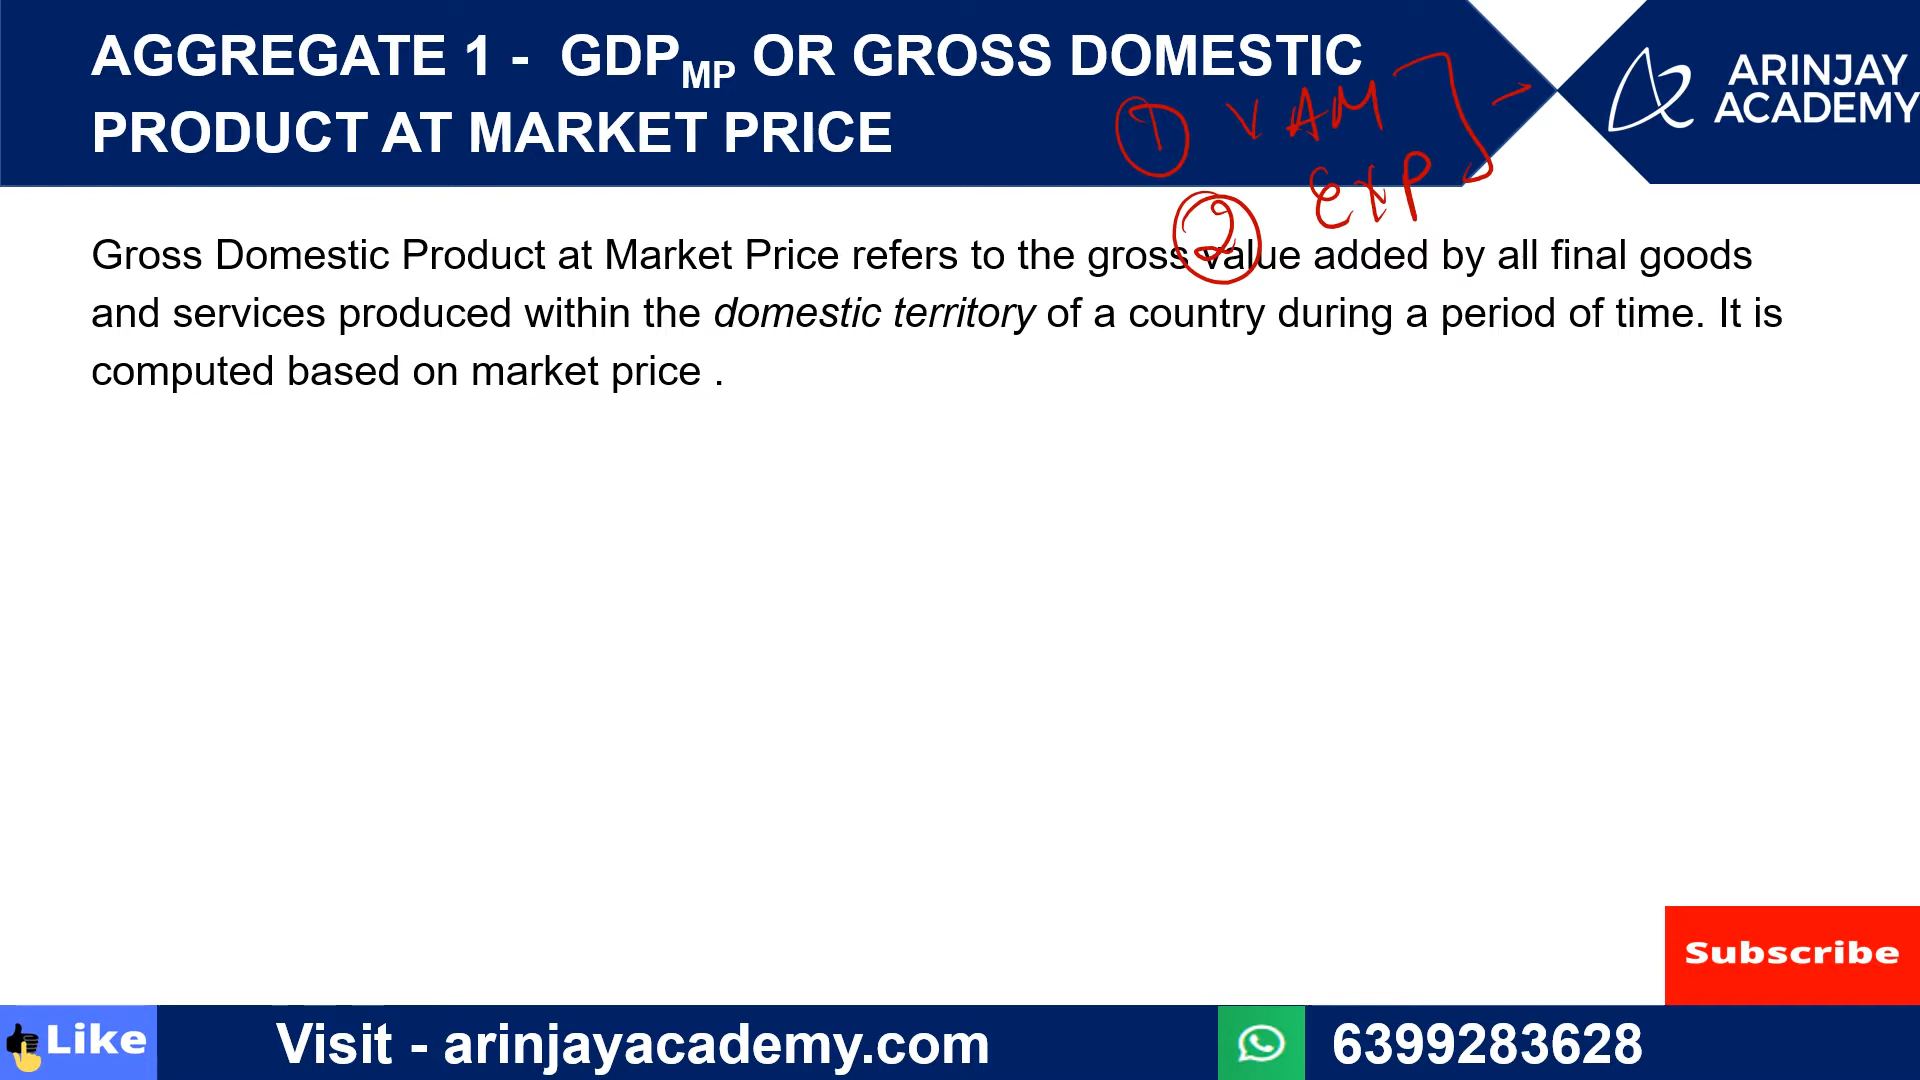 AGGREGATE 1 - GDPMP OR GROSS DOMESTIC
PRODUCT AT MARKET PRICE
ARINJAY
ACADEMY
1 VAM
2 EXP
Gross Domestic Product at Market Price refers to the gross value added by all final goods
and services produced within the domestic territory of a country during a period of time. It is
computed based on market price .
Subscribe
Like
Visit - arinjayacademy.com
6399283628